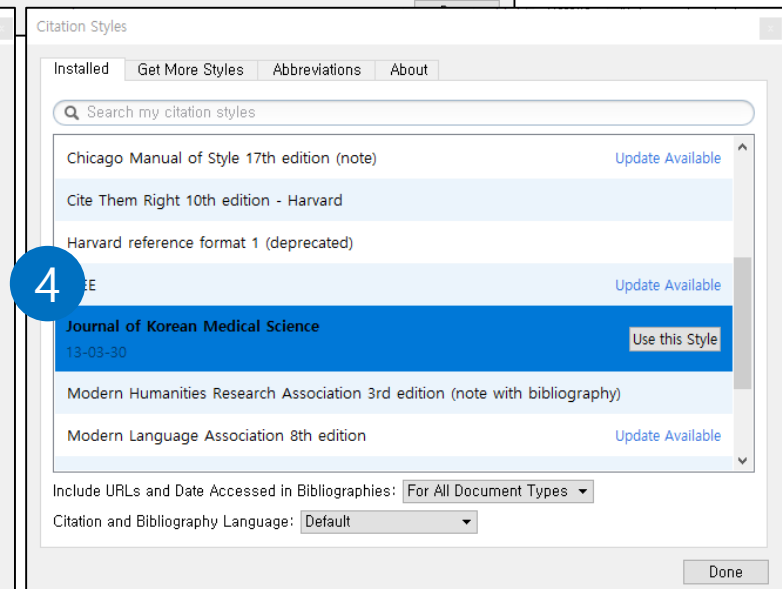 Citation Styles
Installed Get More Styles Abbreviations About
Search my citation styles
Chicago Manual of Style 17th edition (note) Update Available
Cite Them Right 10th edition - Harvard
Harvard reference format 1 (deprecated)
4 EE Update Available
Journal of Korean Medical Science
13-03-30 Use this Style
Modern Humanities Research Association 3rd edition (note with bibliography)
Modern Language Association 8th edition Update Available
Include URLs and Date Accessed in Bibliographies: For All Document Types
Citation and Bibliography Language: Default
Done